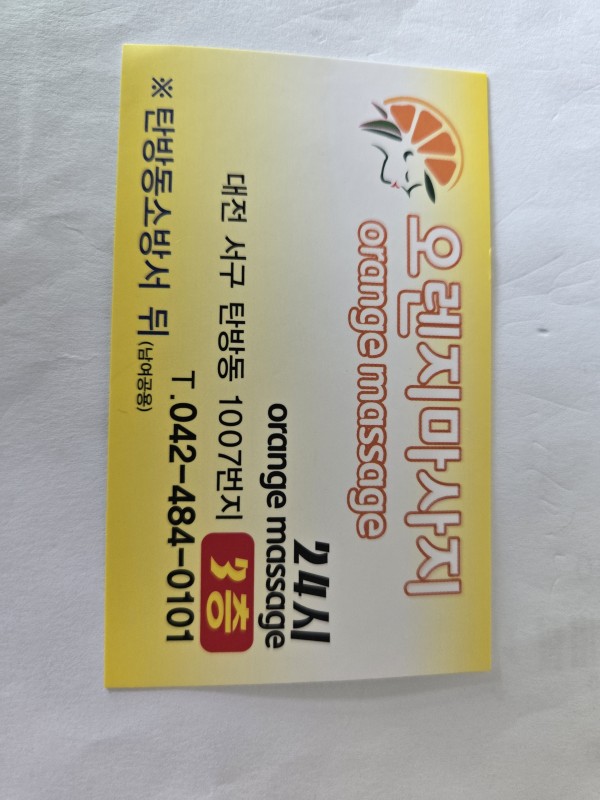 오렌지마사지
orange massage
24시
orange massage
대전 서구 탄방동 1007번지 3층
T.042-484-0101
※ 탄방동소방서 뒤 (남여공용)